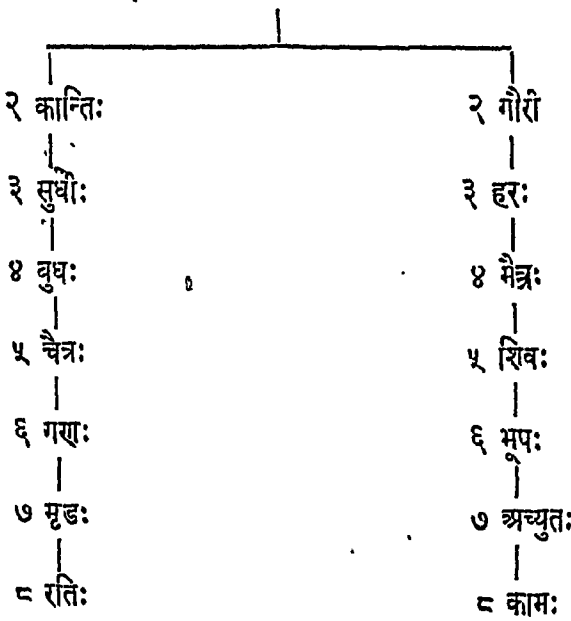 २ कान्तिः २ गौरी
३ सुधीः ३ हरः
४ वुधः ४ मैत्रः
५ चैत्रः ५ शिवः
६ गणः ६ भूपः
७ मृडः ७ अच्युतः
८ रतिः ८ कामः